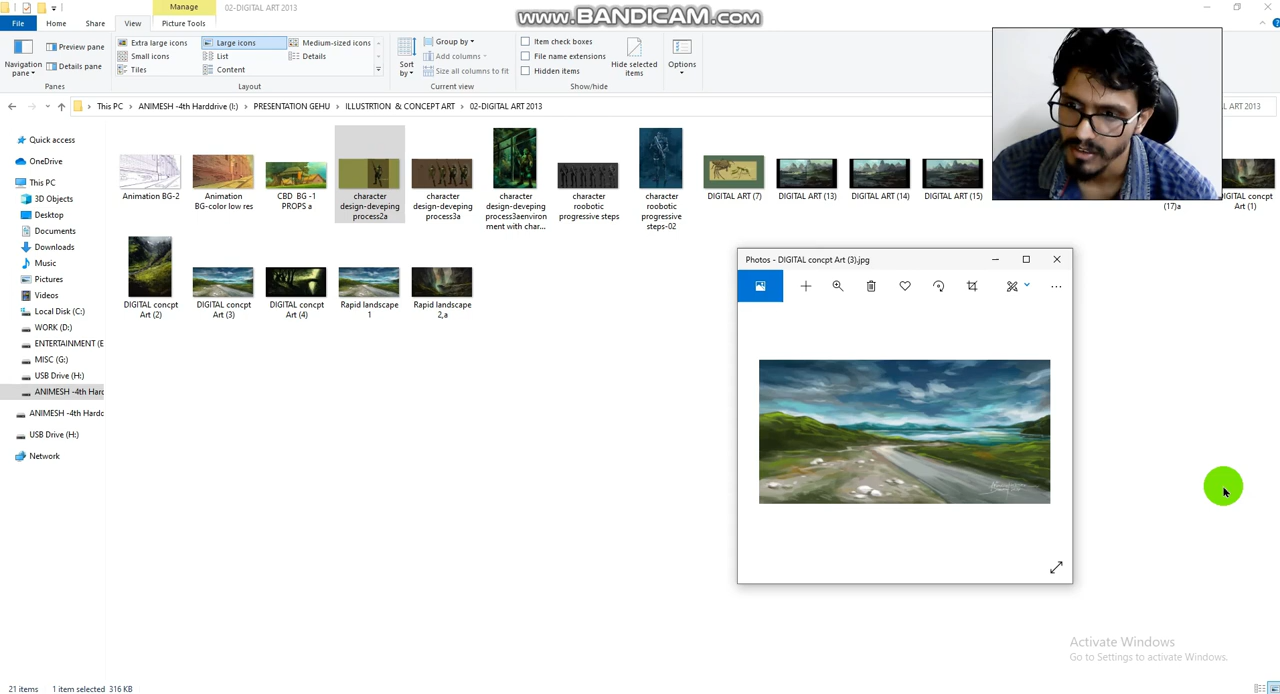 Manage
02-DIGITAL ART 2013
www.BANDICAM.com
File
Home
Share
View
Picture Tools
Navigation
pane
Preview pane
Details pane
Panes
Extra large icons
Large icons
Medium-sized icons
Small icons
List
Details
Tiles
Content
Layout
Sort
by
Group by
Add columns
Size all columns to fit
Current view
Item check boxes
File name extensions
Hidden items
Hide selected
items
Show/hide
Options
This PC > ANIMESH -4th Harddrive (I:) > PRESENTATION GEHU > ILLUSTRTION & CONCEPT ART > 02-DIGITAL ART 2013
ART 2013
Quick access
OneDrive
This PC
3D Objects
Desktop
Documents
Downloads
Music
Pictures
Videos
Local Disk (C:)
WORK (D:)
ENTERTAINMENT (E
MISC (G:)
USB Drive (H:)
ANIMESH -4th Hard
ANIMESH -4th Hardd
USB Drive (H:)
Network
Animation BG-2
Animation
BG-color low res
CBD BG -1
PROPS a
character
design-deveping
process2a
character
design-deveping
process3a
character
design-deveping
process3aenviron
ment with char...
character
roobotic
progressive steps
character
roobotic
progressive
steps-02
DIGITAL ART (7)
DIGITAL ART (13)
DIGITAL ART (14)
DIGITAL ART (15)
(17)a
DIGITAL concpt
Art (1)
DIGITAL concpt
Art (2)
DIGITAL concpt
Art (3)
DIGITAL concpt
Art (4)
Rapid landscape
1
Rapid landscape
2,a
Photos - DIGITAL concpt Art (3).jpg
Activate Windows
Go to Settings to activate Windows.
21 items
1 item selected 316 KB